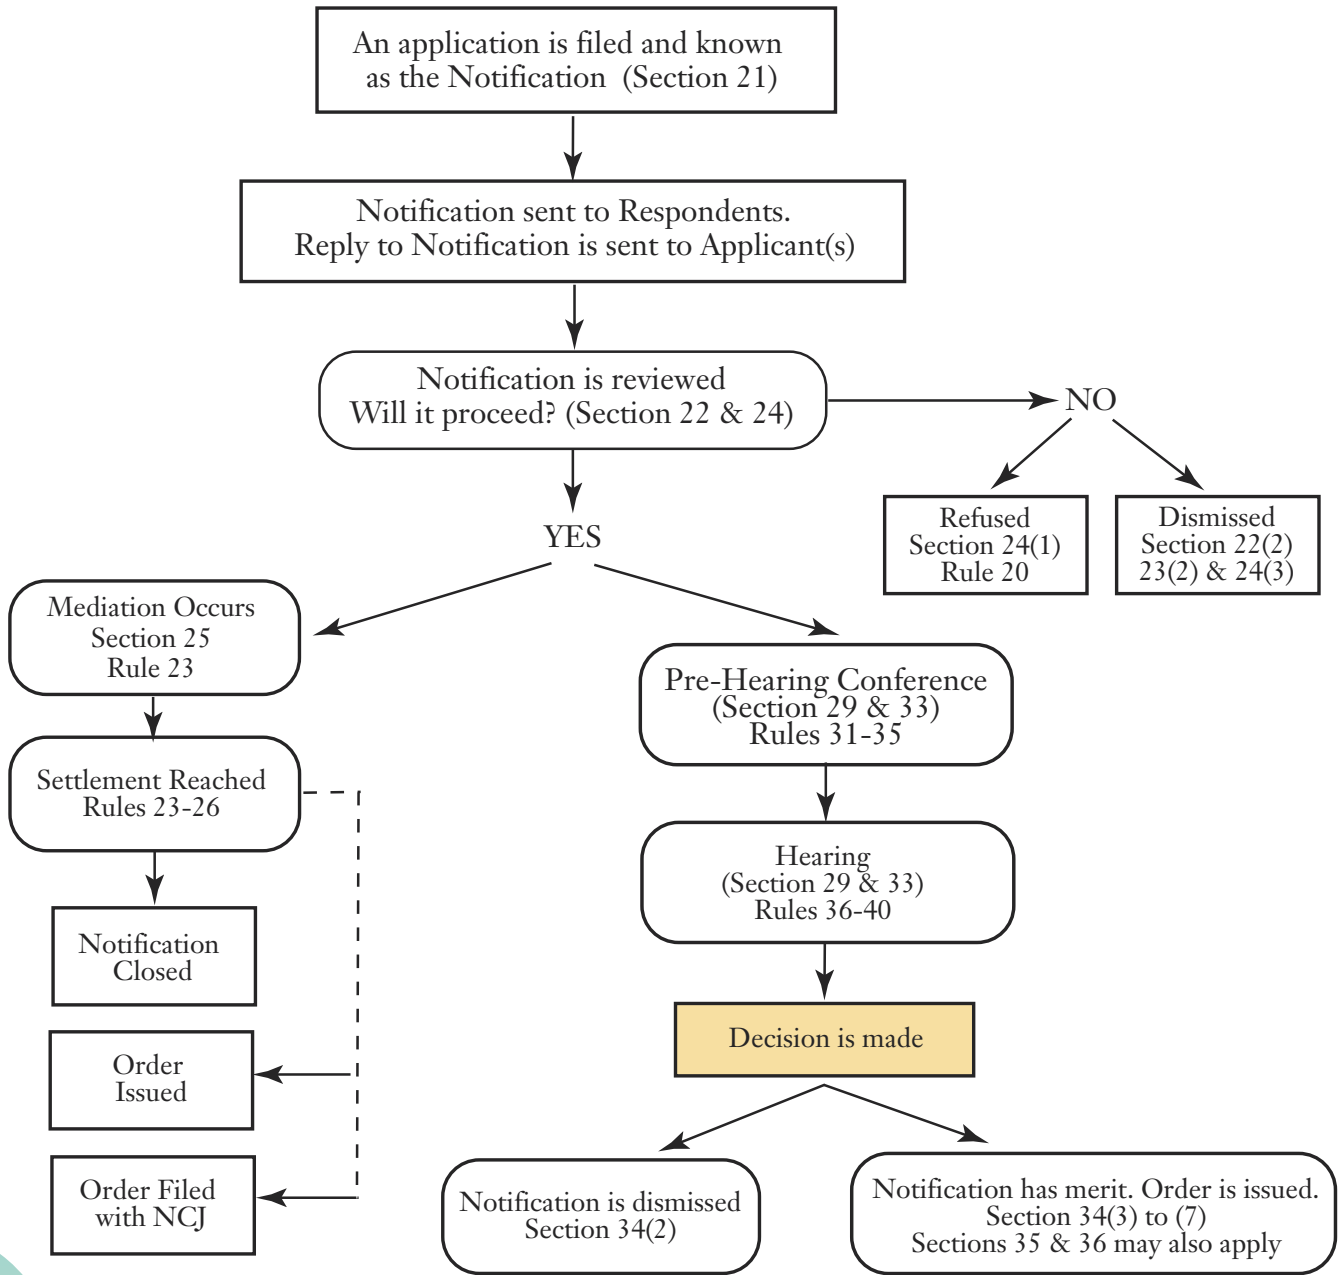 An application is filed and known
as the Notification (Section 21)
Notification sent to Respondents.
Reply to Notification is sent to Applicant(s)
Notification is reviewed
Will it proceed? (Section 22 & 24)
NO
Refused
Section 24(1)
Rule 20
Dismissed
Section 22(2)
23(2) & 24(3)
YES
Mediation Occurs
Section 25
Rule 23
Settlement Reached
Rules 23-26
Notification
Closed
Order
Issued
Order Filed
with NCJ
Pre-Hearing Conference
(Section 29 & 33)
Rules 31-35
Hearing
(Section 29 & 33)
Rules 36-40
Decision is made
Notification is dismissed
Section 34(2)
Notification has merit. Order is issued.
Section 34(3) to (7)
Sections 35 & 36 may also apply